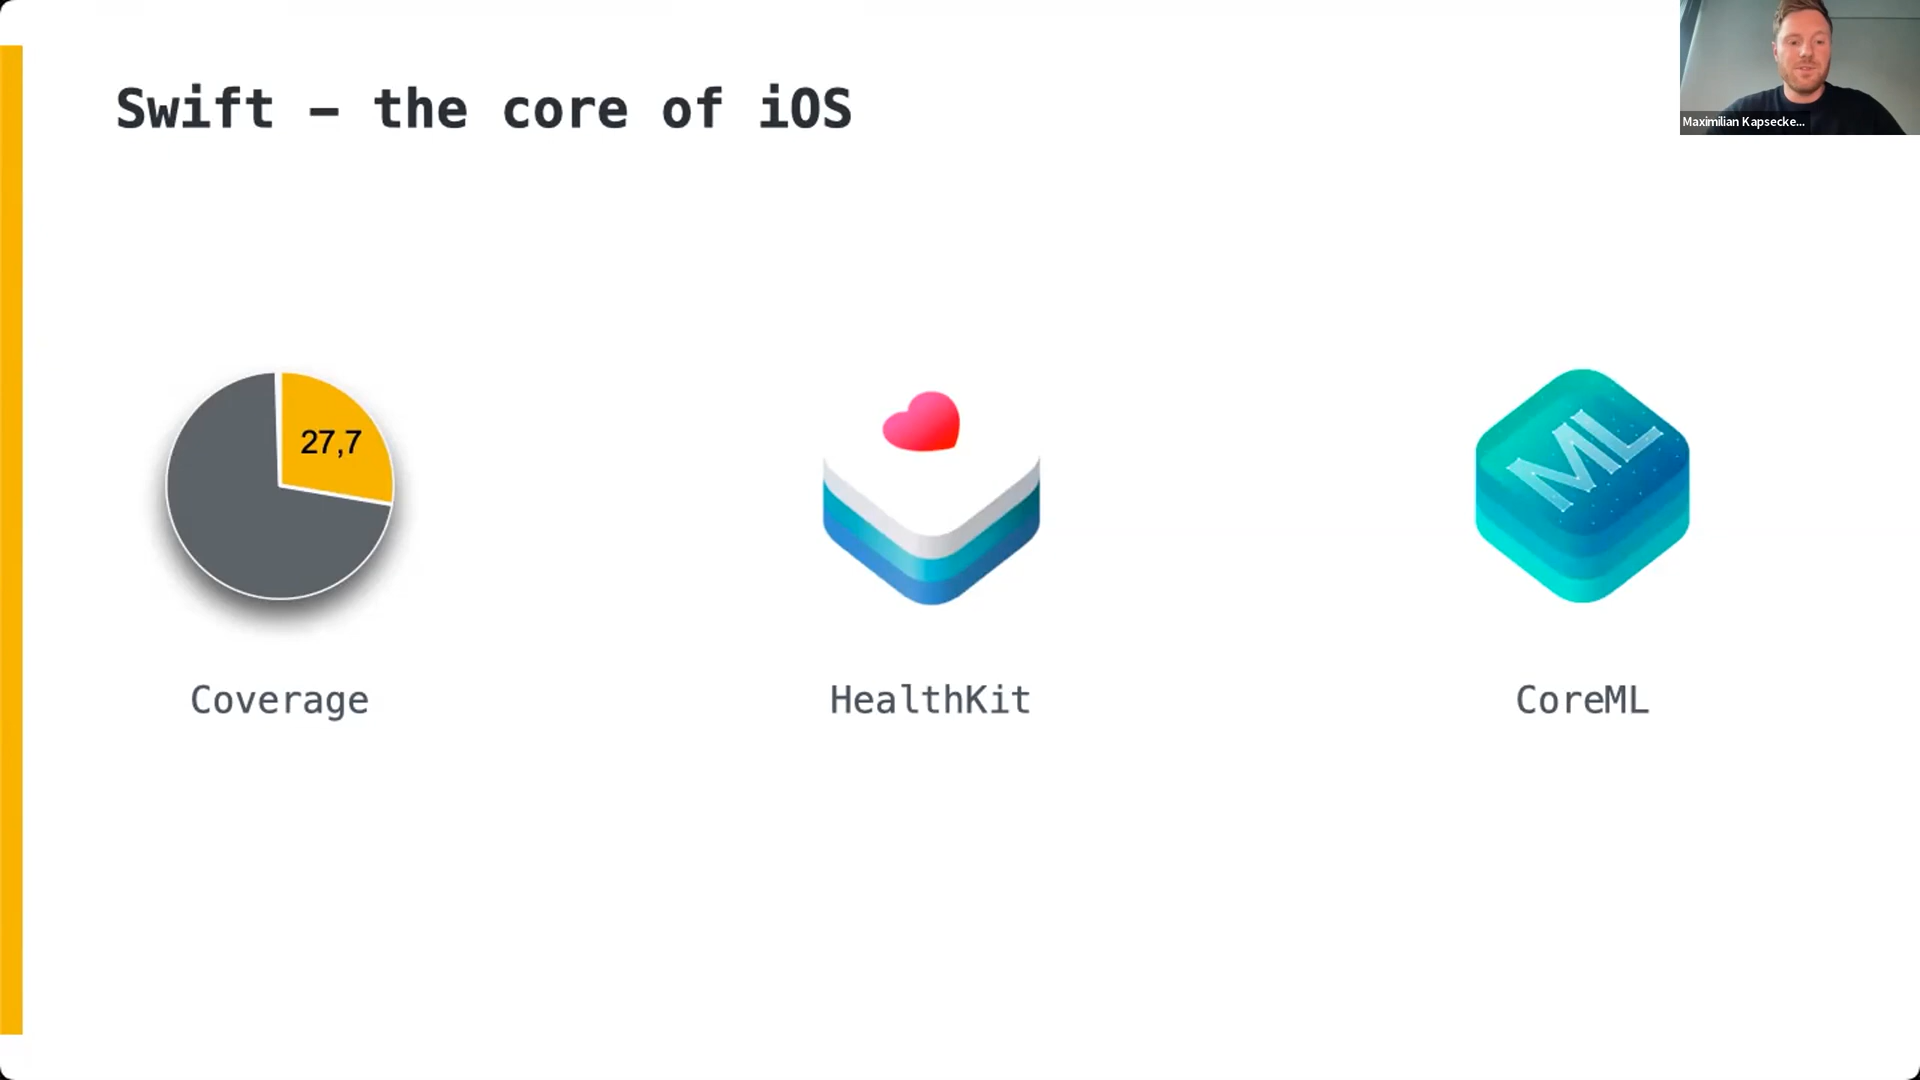 Swift – the core of iOS
Maximilian Kapsecke...
27,7
ML
Coverage
HealthKit
CoreML